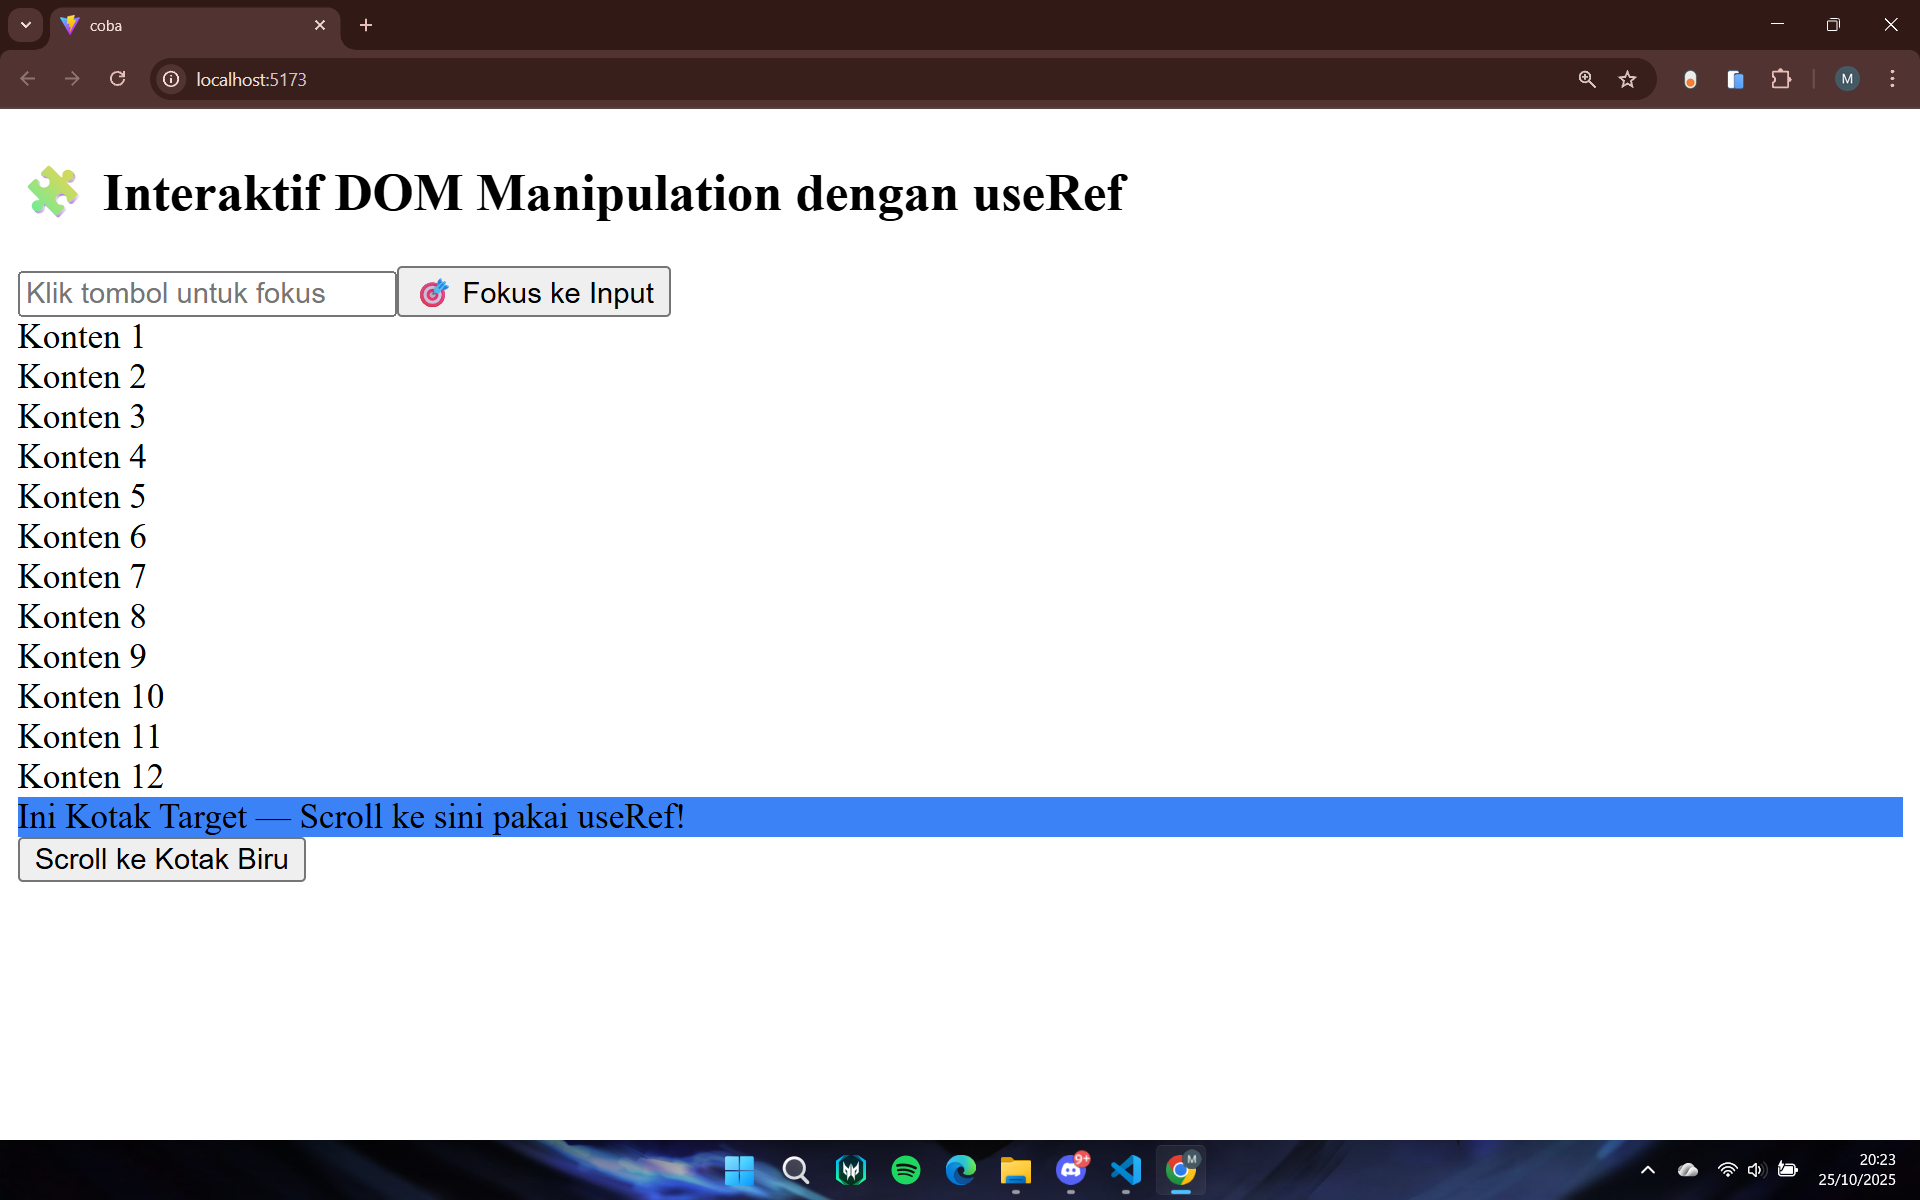 coba
localhost:5173
M
Interaktif DOM Manipulation dengan useRef
Klik tombol untuk fokus
Fokus ke Input
Konten 1
Konten 2
Konten 3
Konten 4
Konten 5
Konten 6
Konten 7
Konten 8
Konten 9
Konten 10
Konten 11
Konten 12
Ini Kotak Target — Scroll ke sini pakai useRef!
Scroll ke Kotak Biru
9+
M
20:23
25/10/2025